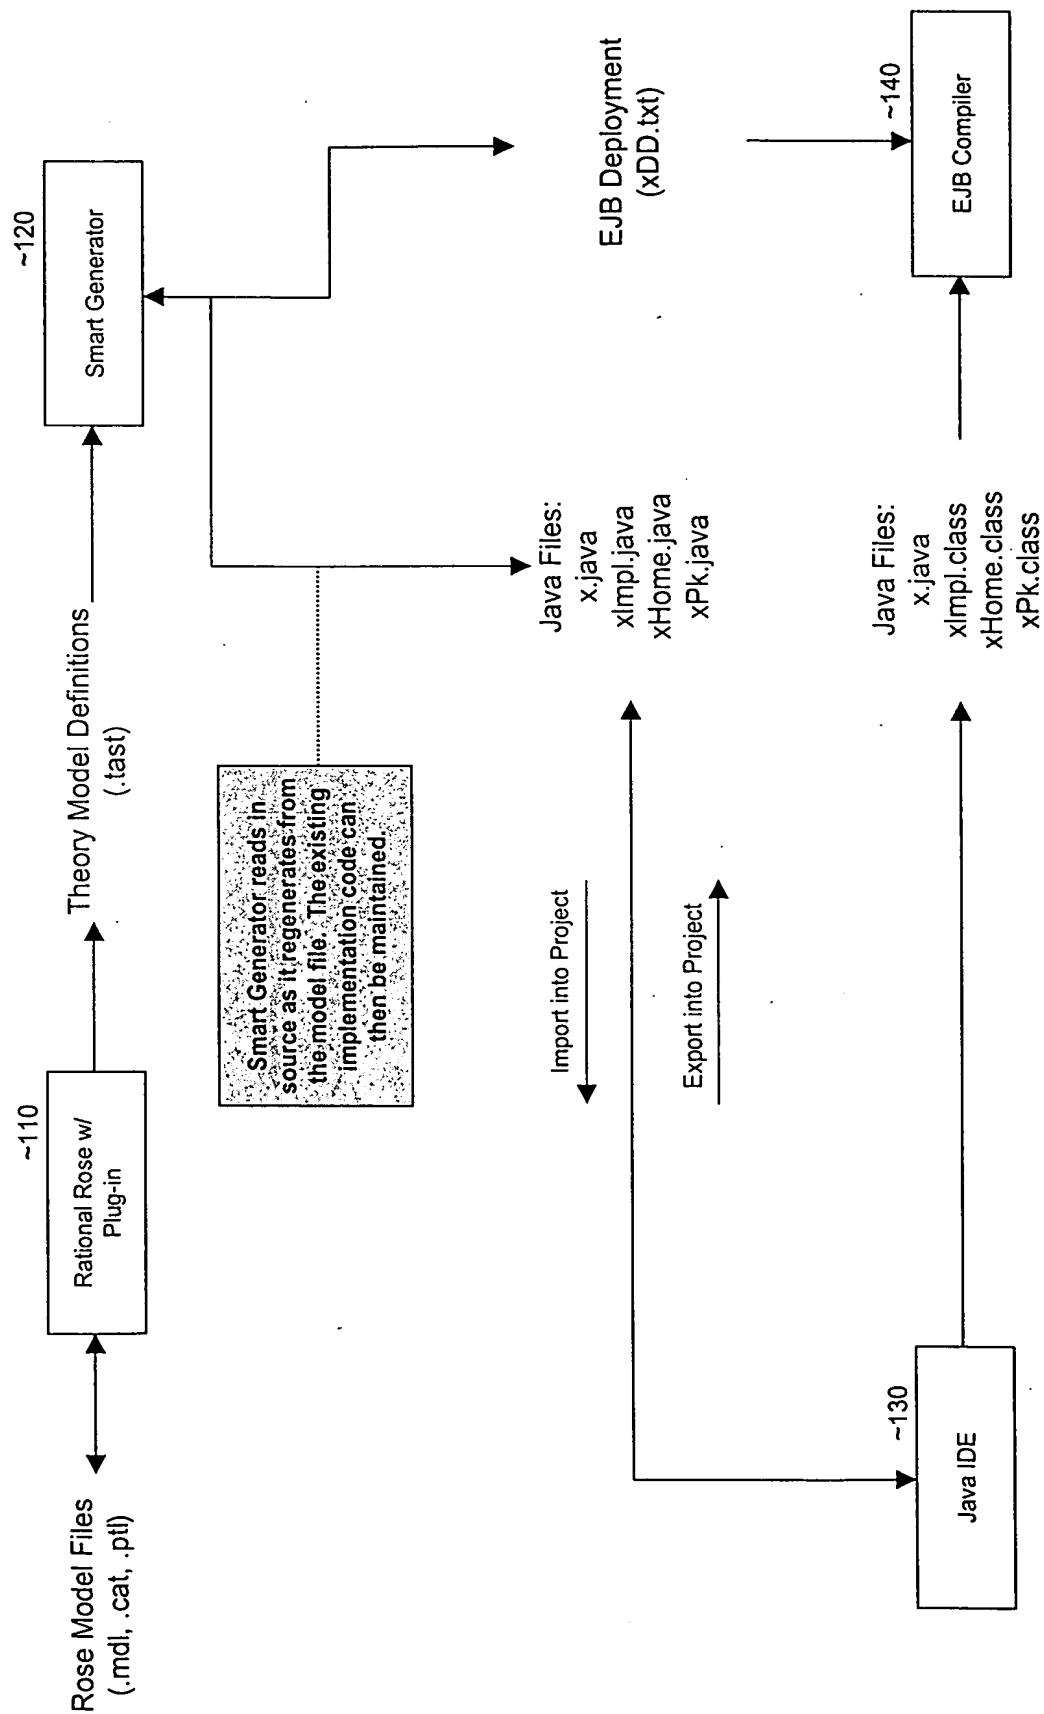 Rose Model Files
(.mdl, .cat, .ptl)
~110
Rational Rose w/
Plug-in
Theory Model Definitions
(.tast)
~120
Smart Generator
Smart Generator reads in
source as it regenerates from
the model file. The existing
implementation code can
then be maintained.
Java Files:
x.java
xImpl.java
xHome.java
xPk.java
EJB Deployment
(xDD.txt)
Import into Project
Export into Project
~130
Java IDE
Java Files:
x.java
xImpl.class
xHome.class
xPk.class
~140
EJB Compiler